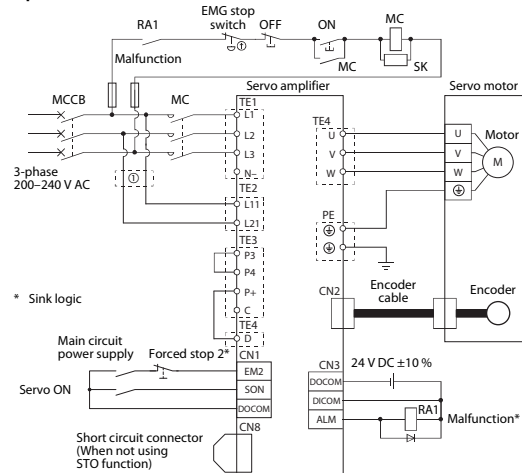 RA1
EMG stop
switch
OFF
ON
MC
①
Malfunction
MC
SK
MCCB
MC
Servo amplifier
Servo motor
TE1
L1
L2
L3
N-
3-phase
200–240 V AC
①
TE2
L11
L21
TE3
P3
P4
P+
C
TE4
D
TE4
U
V
W
U
V
W
Motor
M
PE
* Sink logic
CN2
Encoder
cable
Encoder
Main circuit
power supply
Forced stop 2*
Servo ON
CN1
EM2
SON
DOCOM
CN3
24 V DC ±10 %
DOCOM
DICOM
ALM
RA1
Malfunction*
CN8
Short circuit connector
(When not using
STO function)